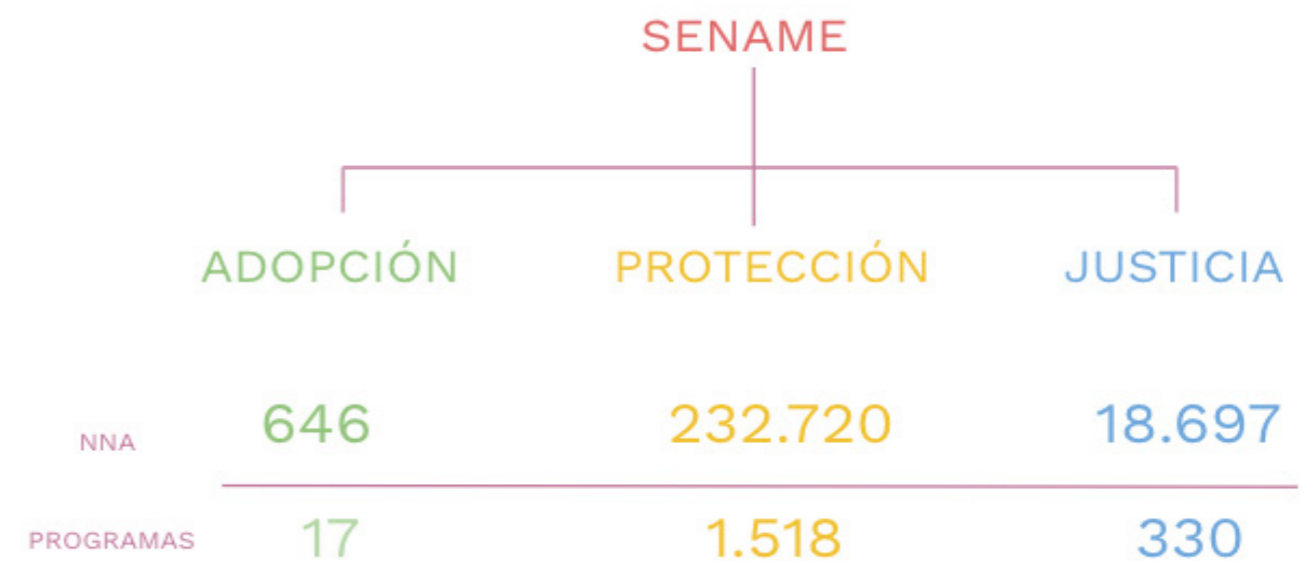 SENAME
ADOPCIÓN PROTECCIÓN JUSTICIA
NNA 646 232.720 18.697
PROGRAMAS 17 1.518 330